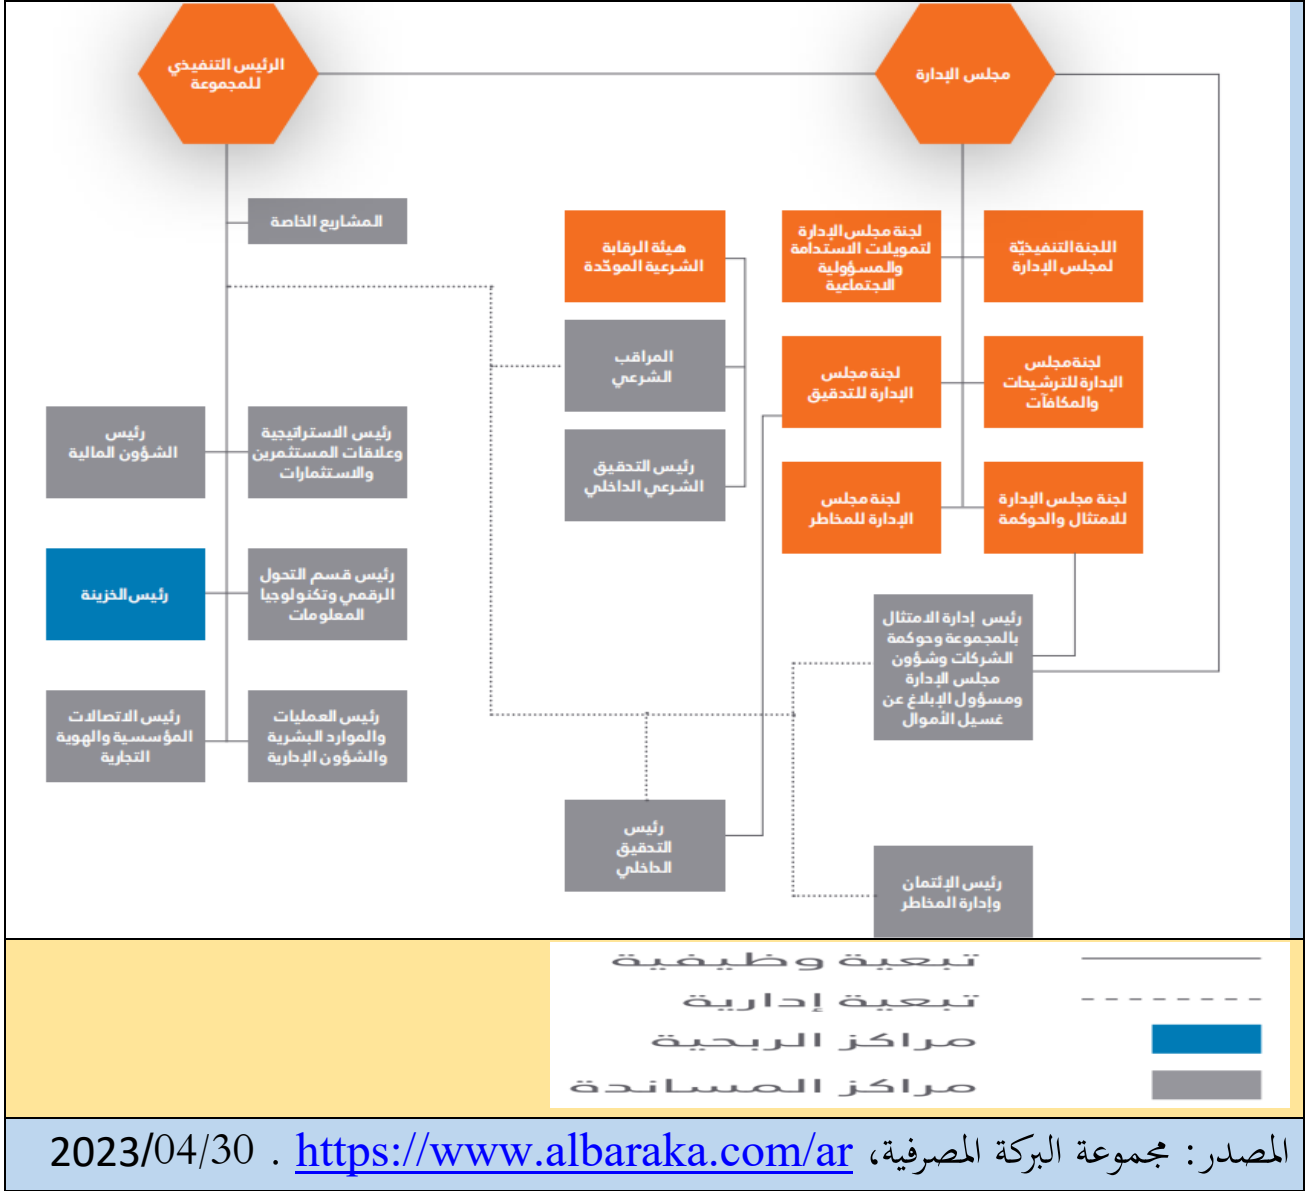 مجلس الإدارة
الرئيس التنفيذي
للمجموعة
المشاريع الخاصة
اللجنة التنفيذيّة
لمجلس الإدارة
لجنة مجلس الإدارة
لتمويلات الاستدامة
والمسؤولية
الاجتماعية
هيئة الرقابة
الشرعية الموحّدة
لجنة مجلس
الإدارة للترشيحات
والمكافآت
لجنة مجلس
الإدارة للتدقيق
المراقب
الشرعي
لجنة مجلس الإدارة
للامتثال والحوكمة
لجنة مجلس
الإدارة للمخاطر
رئيس التدقيق
الشرعي الداخلي
رئيس الاستراتيجية
وعلاقات المستثمرين
والاستثمارات
رئيس
الشؤون المالية
رئيس قسم التحول
الرقمي وتكنولوجيا
المعلومات
رئيس الخزينة
رئيس إدارة الامتثال
بالمجموعة وحوكمة
الشركات وشؤون
مجلس الإدارة
ومسؤول الإبلاغ عن
غسيل الأموال
رئيس العمليات
والموارد البشرية
والشؤون الإدارية
رئيس الاتصالات
المؤسسية والهوية
التجارية
رئيس
التدقيق
الداخلي
رئيس الإئتمان
وإدارة المخاطر
تبعية وظيفية
تبعية إدارية
مراكز الربحية
مراكز المساندة
المصدر: مجموعة البركة المصرفية، https://www.albaraka.com/ar . 2023/04/30